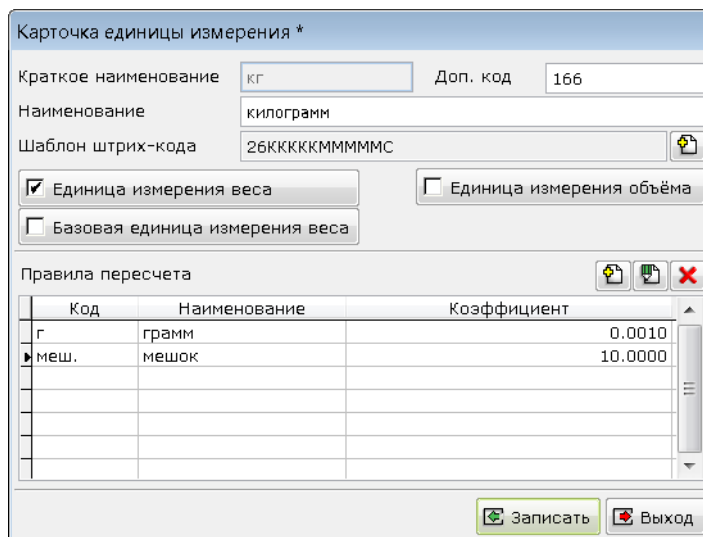 Карточка единицы измерения *
Краткое наименование кг Доп. код 166
Наименование килограмм
Шаблон штрих-кода 26КККККМММММС
Единица измерения веса Единица измерения объёма
Базовая единица измерения веса
Правила пересчета
Код Наименование Коэффициент
г грамм 0.0010
меш. мешок 10.0000
Записать Выход